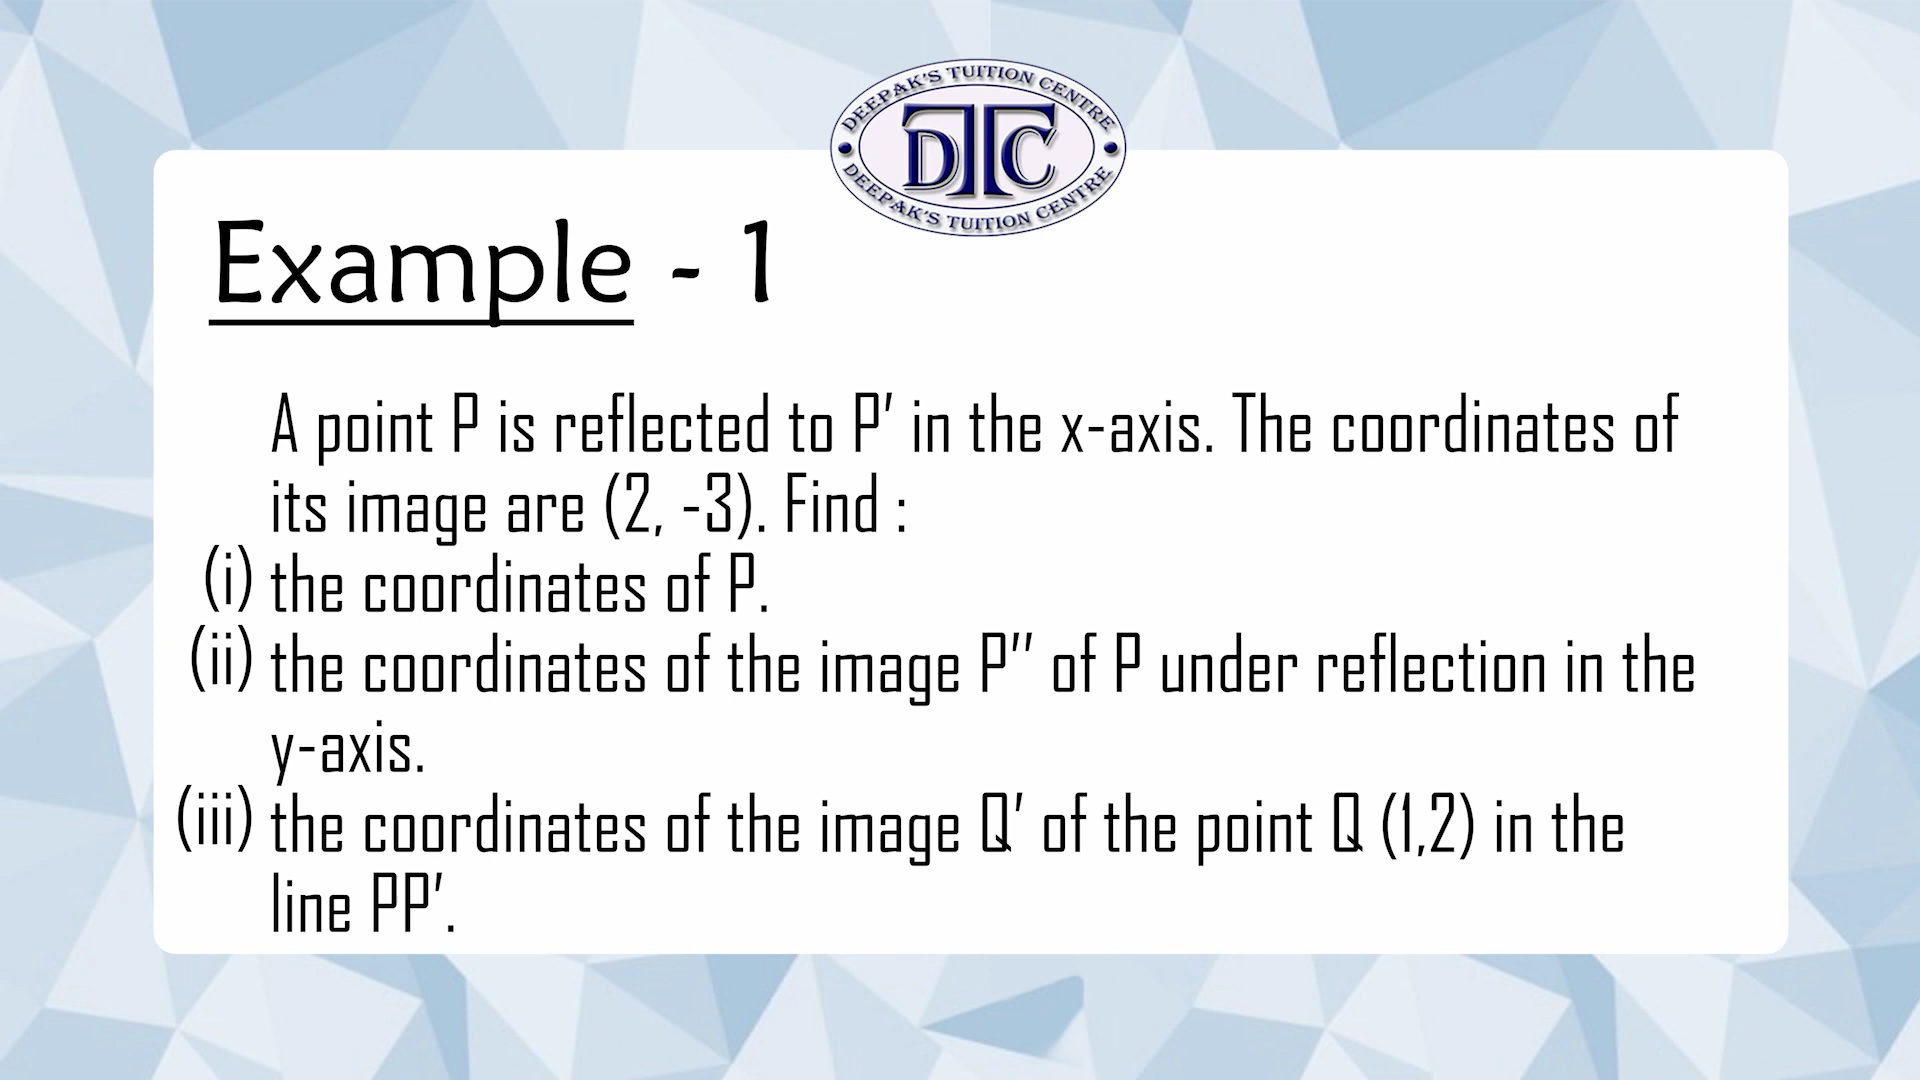 DEEPAK'S TUITION CENTRE
DTC
DEEPAK'S TUITION CENTRE
Example - 1
A point P is reflected to P' in the x-axis. The coordinates of
its image are (2, -3). Find :
(i) the coordinates of P.
(ii) the coordinates of the image P'' of P under reflection in the
y-axis.
(iii) the coordinates of the image Q' of the point Q (1,2) in the
line PP'.